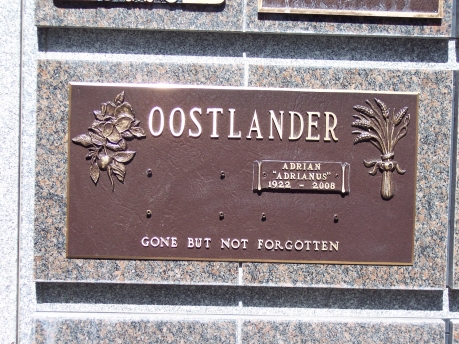 OOSTLANDER
ADRIAN
"ADRIANUS"
1922 - 2008
GONE BUT NOT FORGOTTEN